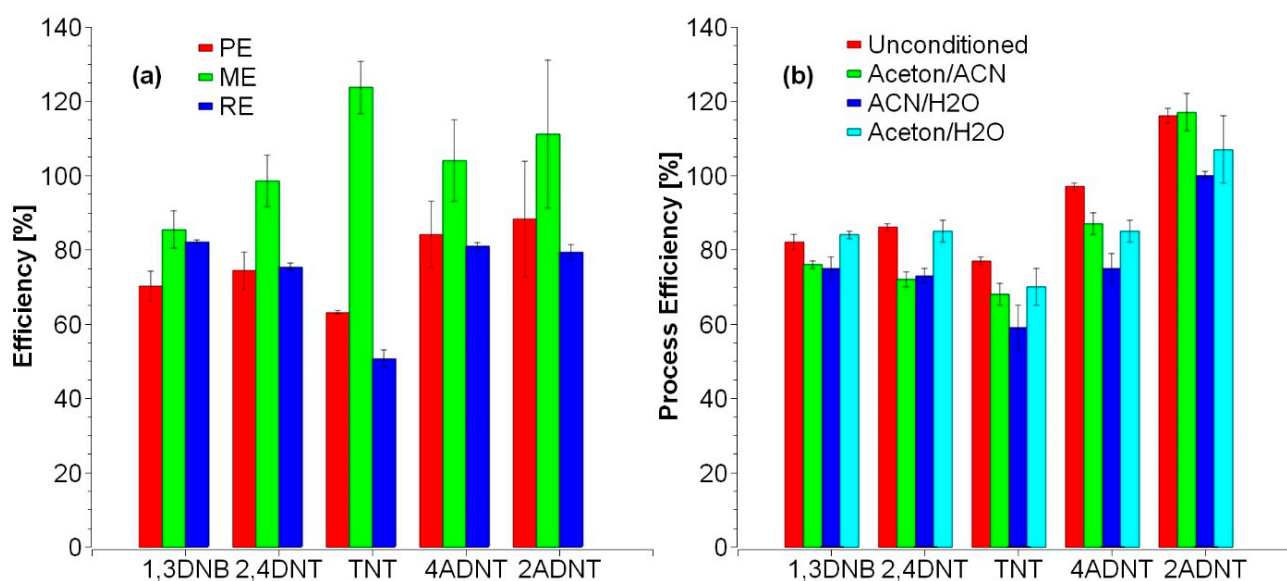 (a)
PE
ME
RE
Efficiency [%]
140
120
100
80
60
40
20
0
1,3DNB 2,4DNT TNT 4ADNT 2ADNT
(b)
Unconditioned
Aceton/ACN
ACN/H2O
Aceton/H2O
Process Efficiency [%]
140
120
100
80
60
40
20
0
1,3DNB 2,4DNT TNT 4ADNT 2ADNT